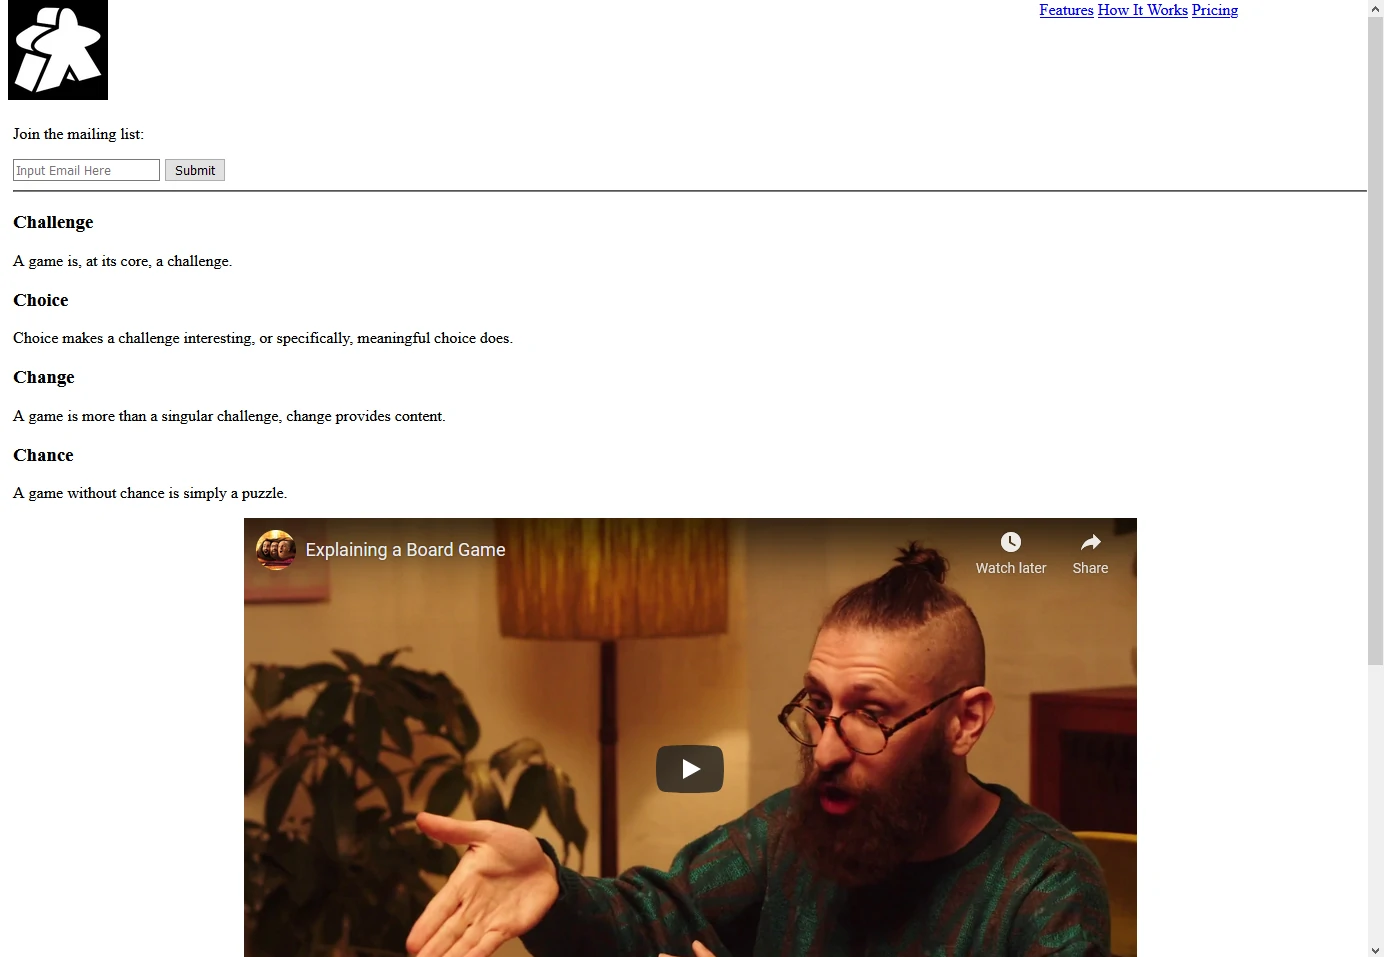 Features How It Works Pricing
Join the mailing list:
Input Email Here Submit
Challenge
A game is, at its core, a challenge.
Choice
Choice makes a challenge interesting, or specifically, meaningful choice does.
Change
A game is more than a singular challenge, change provides content.
Chance
A game without chance is simply a puzzle.
Explaining a Board Game
Watch later Share